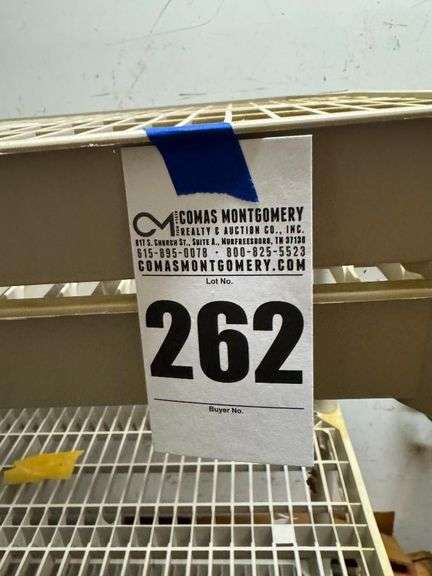 CM COMAS MONTGOMERY
REALTY & AUCTION CO., INC.
817 S. CHURCH ST., SUITE A., MURFREESBORO, TN 37130
615-895-0078 • 800-825-5523
COMASMONTGOMERY.COM
Lot No.
262
Buyer No.